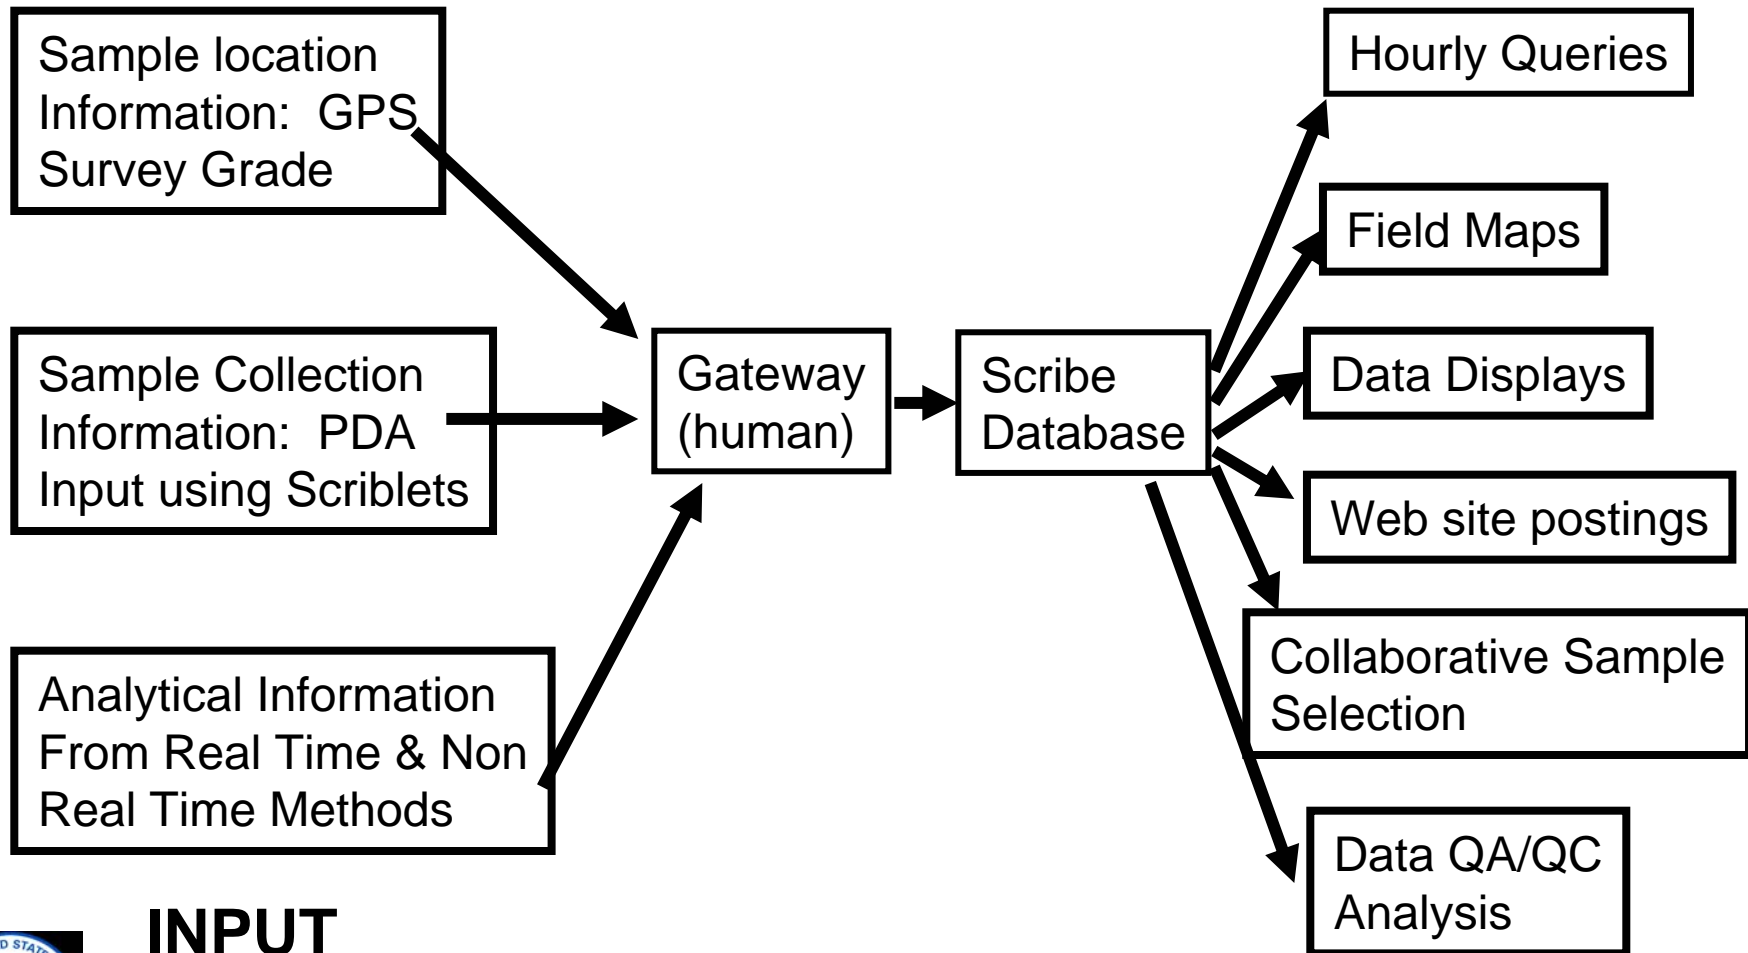 Sample location
Information:  GPS
Survey Grade
Sample Collection
Information:  PDA
Input using Scriblets
Analytical Information
From Real Time & Non
Real Time Methods
INPUT
Gateway
(human)
Scribe
Database
Hourly Queries
Field Maps
Data Displays
Web site postings
Collaborative Sample
Selection
Data QA/QC
Analysis